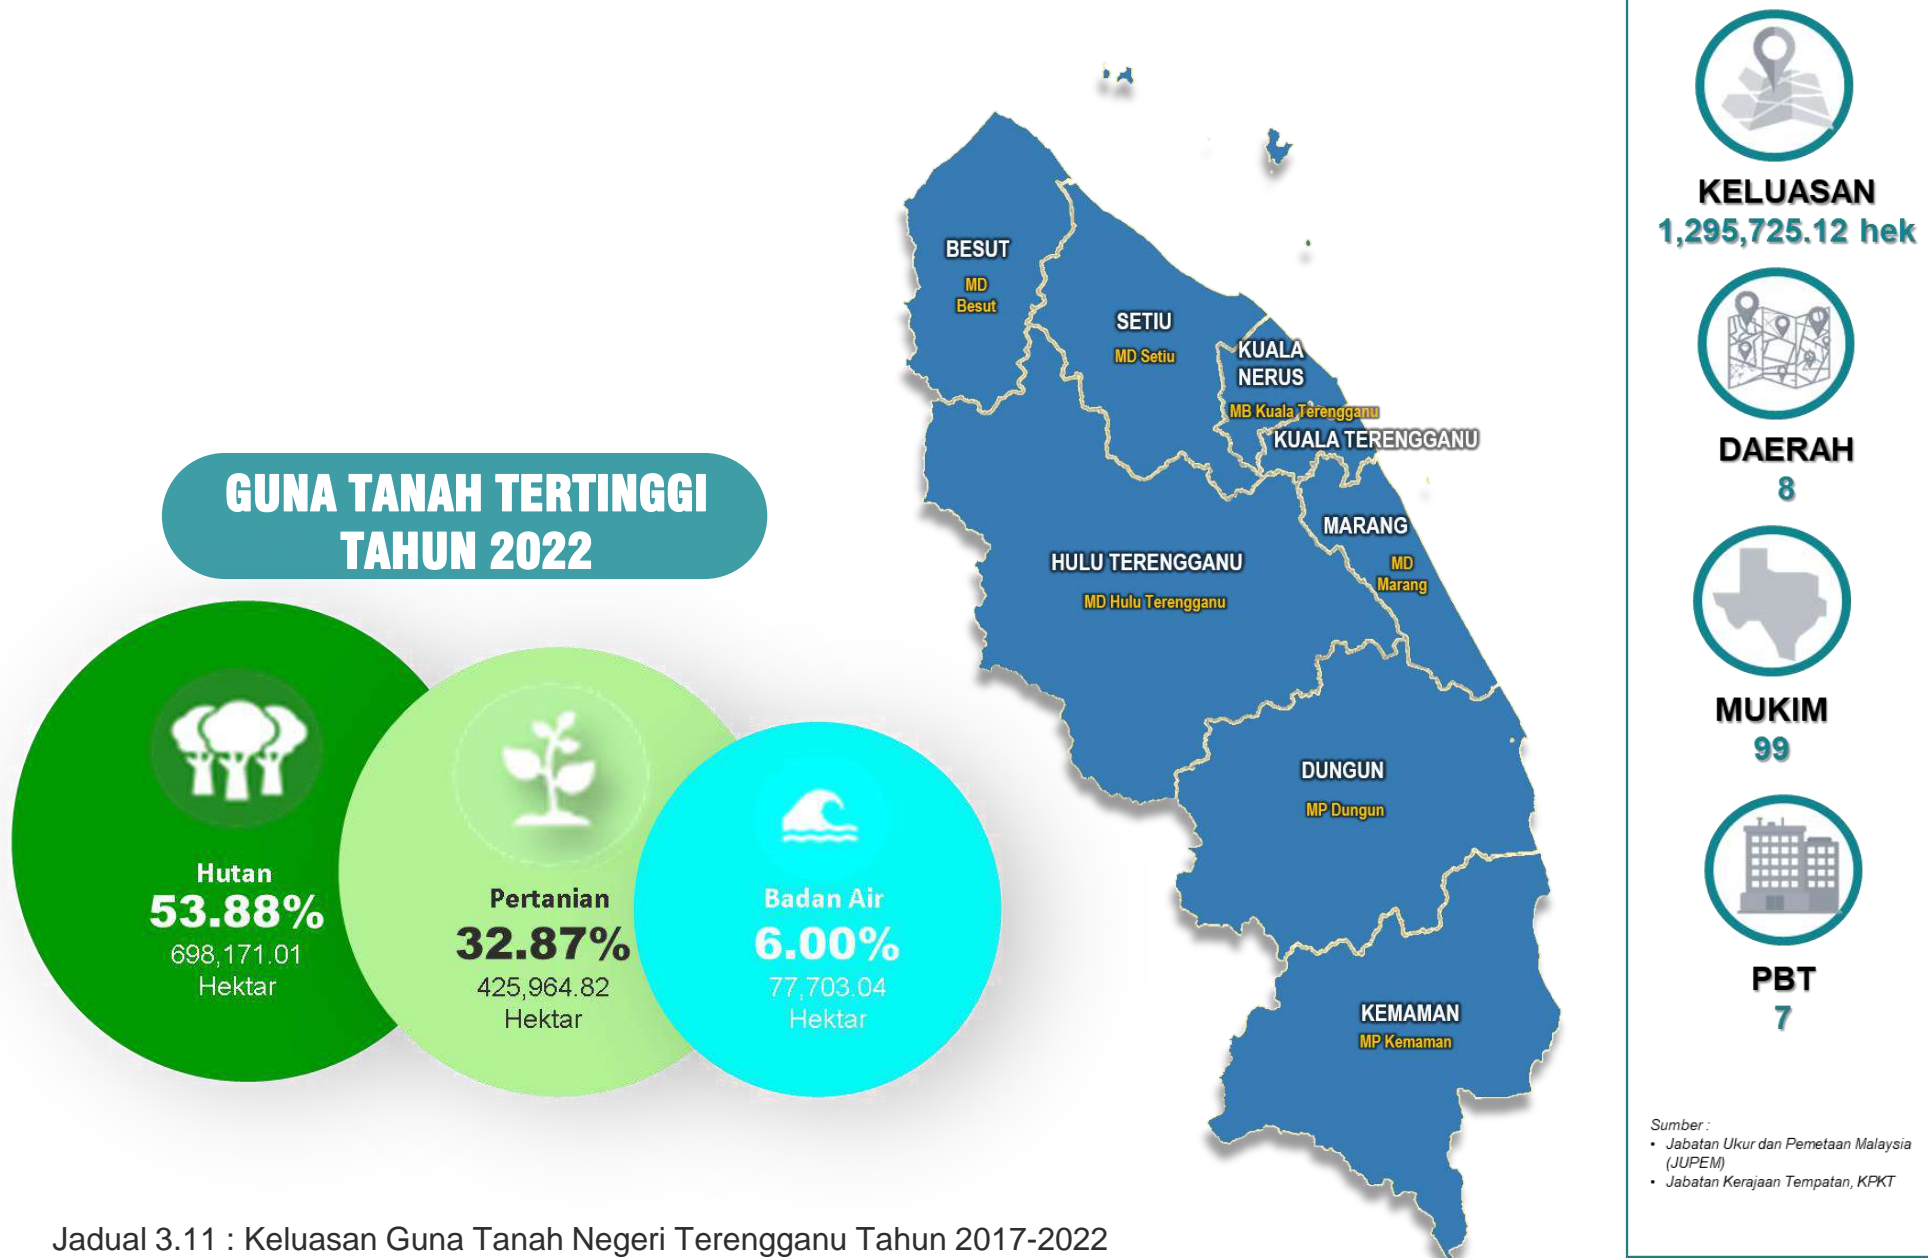 GUNA TANAH TERTINGGI
TAHUN 2022
Hutan
53.88%
698,171.01
Hektar
Pertanian
32.87%
425,964.82
Hektar
Badan Air
6.00%
77,703.04
Hektar
BESUT
MD
Besut
SETIU
MD Setiu
KUALA
NERUS
MB Kuala Terengganu
KUALA TERENGGANU
MARANG
MD
Marang
HULU TERENGGANU
MD Hulu Terengganu
DUNGUN
MP Dungun
KEMAMAN
MP Kemaman
KELUASAN
1,295,725.12 hek
DAERAH
8
MUKIM
99
PBT
7
Sumber :
• Jabatan Ukur dan Pemetaan Malaysia
(JUPEM)
• Jabatan Kerajaan Tempatan, KPKT
Jadual 3.11 : Keluasan Guna Tanah Negeri Terengganu Tahun 2017-2022